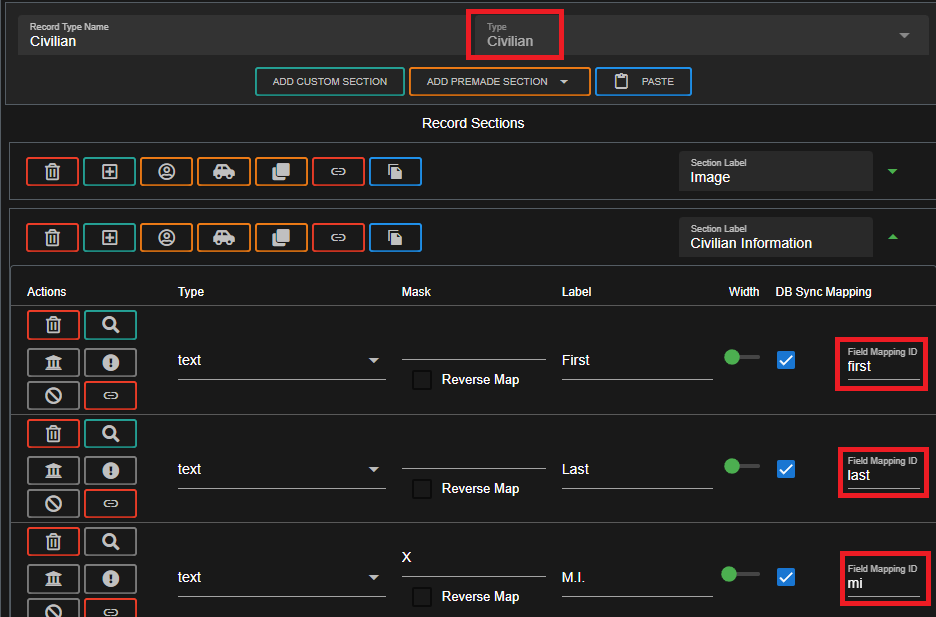 Record Type Name
Civilian
Type
Civilian
ADD CUSTOM SECTION
ADD PREMADE SECTION
PASTE
Record Sections
Section Label
Image
Section Label
Civilian Information
Actions Type Mask Label Width DB Sync Mapping
text First
Reverse Map
Field Mapping ID
first
text Last
Reverse Map
Field Mapping ID
last
text X M.I.
Reverse Map
Field Mapping ID
mi